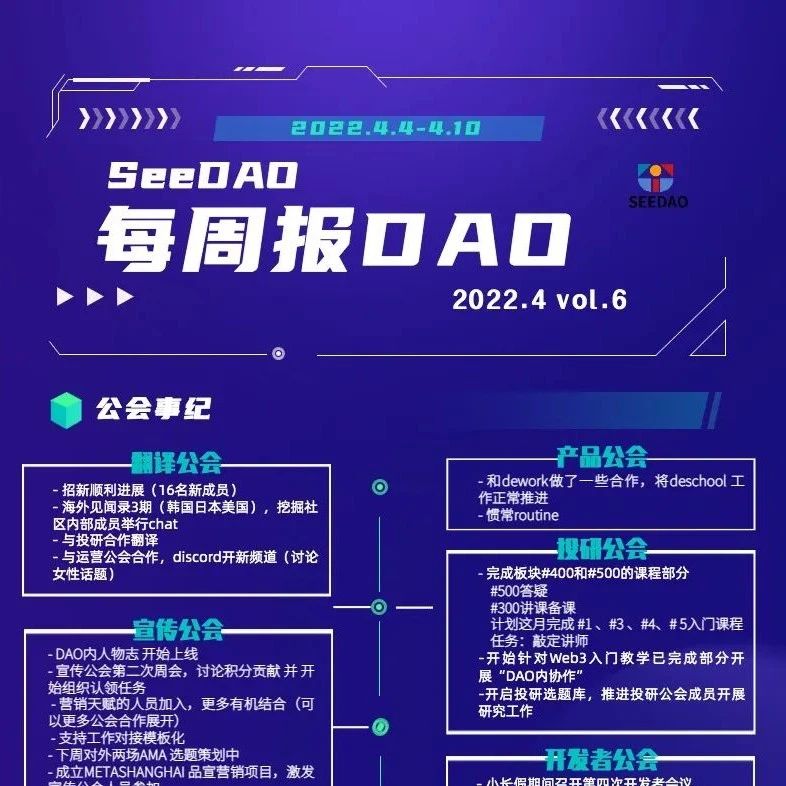 2022.4.4-4.10
SeeDAO
SEEDAO
每周报DAO
2022.4 vol.6
公会事纪
翻译公会
- 招新顺利进展（16名新成员）
- 海外见闻录3期（韩国日本美国），挖掘社
区内部成员举行chat
- 与投研合作翻译
- 与运营公会合作，discord开新频道（讨论
女性话题）
宣传公会
- DAO内人物志 开始上线
- 宣传公会第二次周会，讨论积分贡献 并 开
始组织认领任务
- 营销天赋的人员加入，更多有机结合（可
以更多公会合作展开）
- 支持工作对接模板化
- 下周对外两场AMA 选题策划中
- 成立METASHANGHAI 品宣营销项目，激发
宣传公会人员参加
产品公会
- 和dework做了一些合作，将deschool 工
作正常推进
- 惯常routine
投研公会
- 完成板块#400和#500的课程部分
#500答疑
#300讲课备课
计划这月完成 #1 、#3 、#4、# 5入门课程
任务：敲定讲师
-开始针对Web3入门教学已完成部分开
展“DAO内协作”
-开启投研选题库，推进投研公会成员开展
研究工作
开发者公会
- 小长假期间召开第四次开发者会议